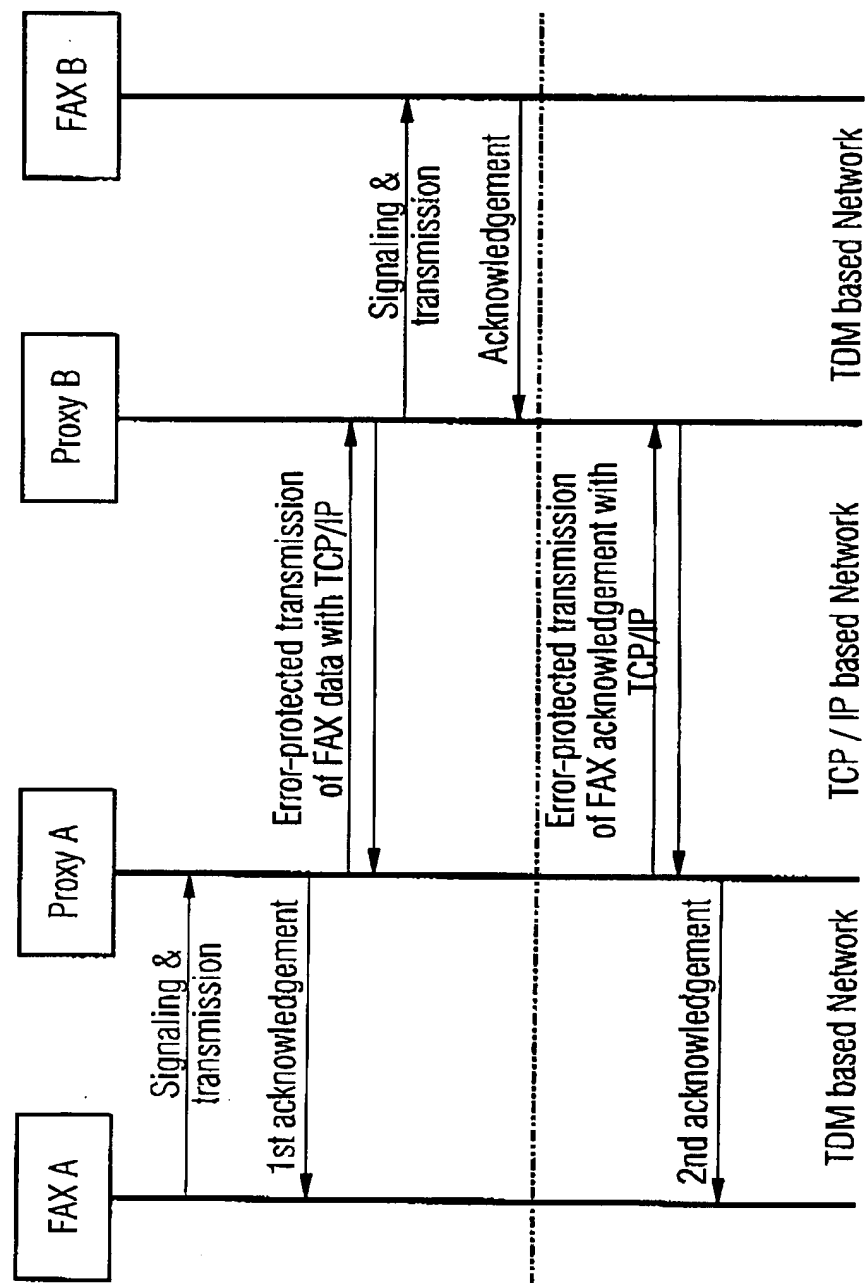 FAX A
Proxy A
Proxy B
FAX B
Signaling &
transmission
1st acknowledgement
Error-protected transmission
of FAX data with TCP/IP
Signaling &
transmission
Acknowledgement
Error-protected transmission
of FAX acknowledgement with
TCP/IP
2nd acknowledgement
TDM based Network
TCP / IP based Network
TDM based Network